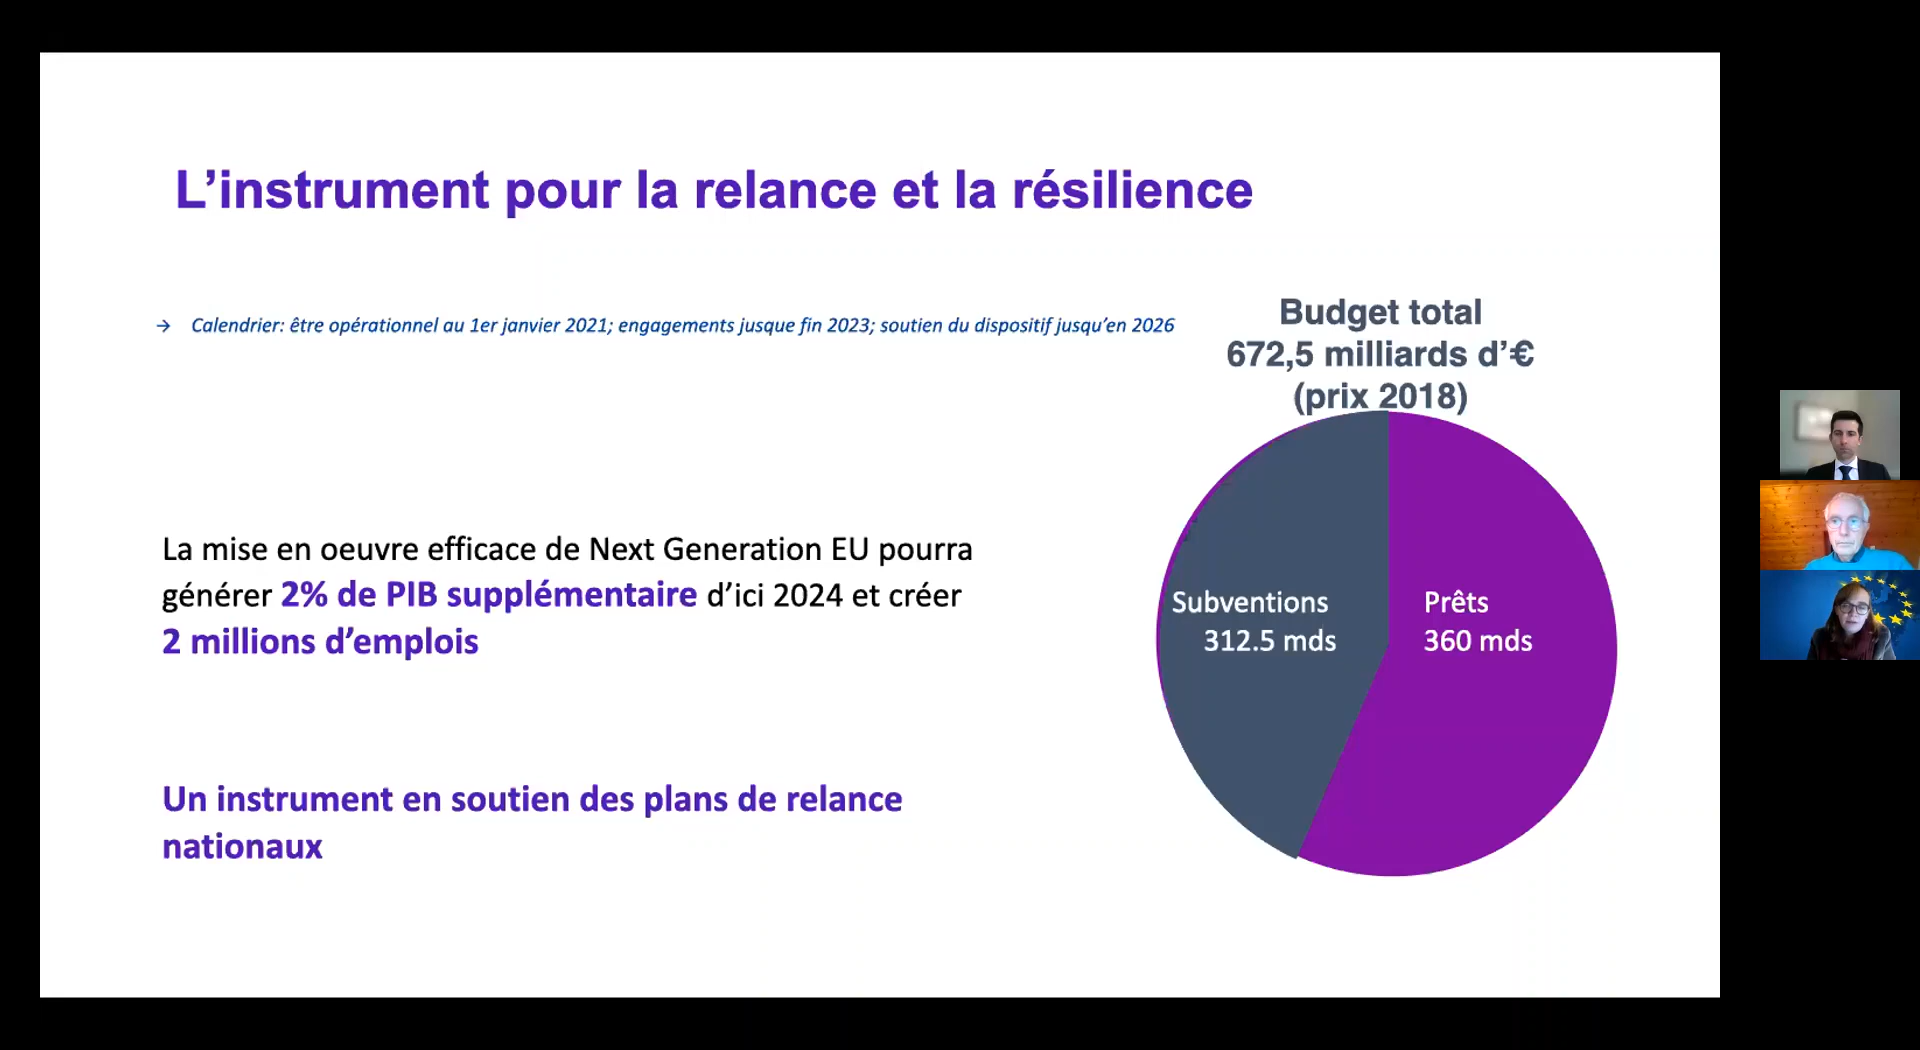 L’instrument pour la relance et la résilience
→ Calendrier: être opérationnel au 1er janvier 2021; engagements jusque fin 2023; soutien du dispositif jusqu’en 2026
Budget total
672,5 milliards d’€
(prix 2018)
La mise en oeuvre efficace de Next Generation EU pourra
générer 2% de PIB supplémentaire d’ici 2024 et créer
2 millions d’emplois
Subventions
312.5 mds
Prêts
360 mds
Un instrument en soutien des plans de relance
nationaux